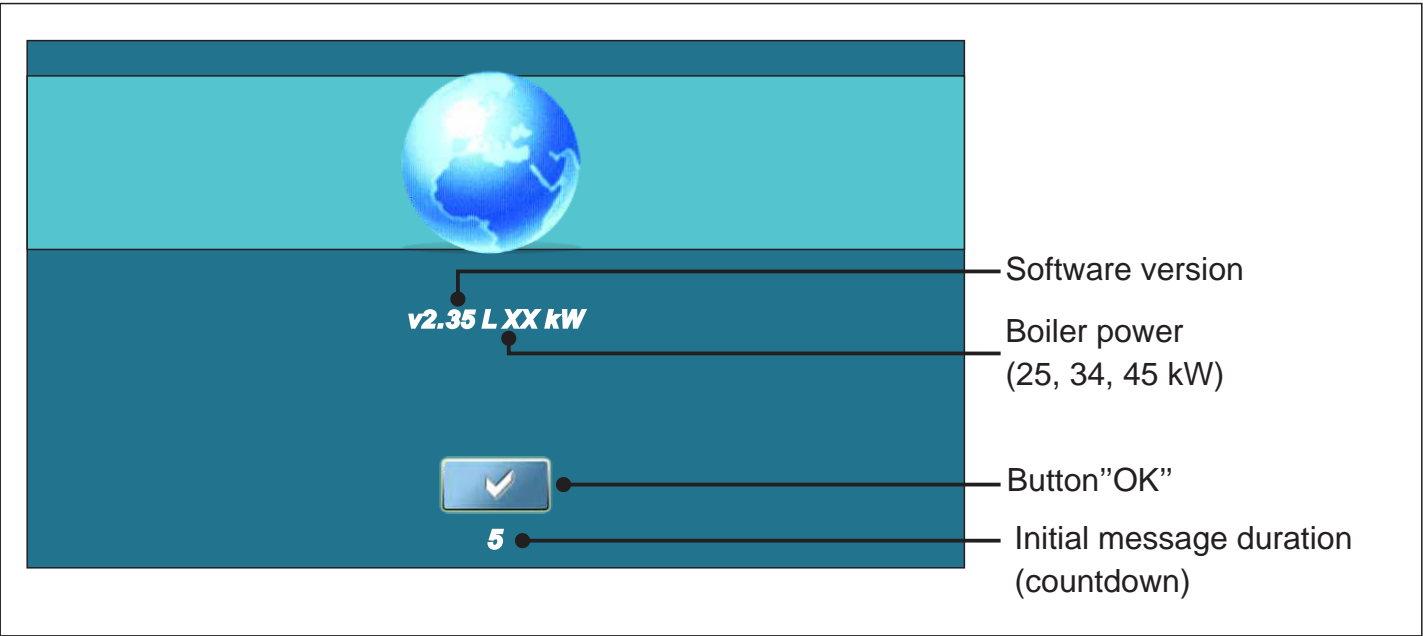 Software version
v2.35 L XX kW
Boiler power
(25, 34, 45 kW)
Button’’OK’’
5
Initial message duration
(countdown)